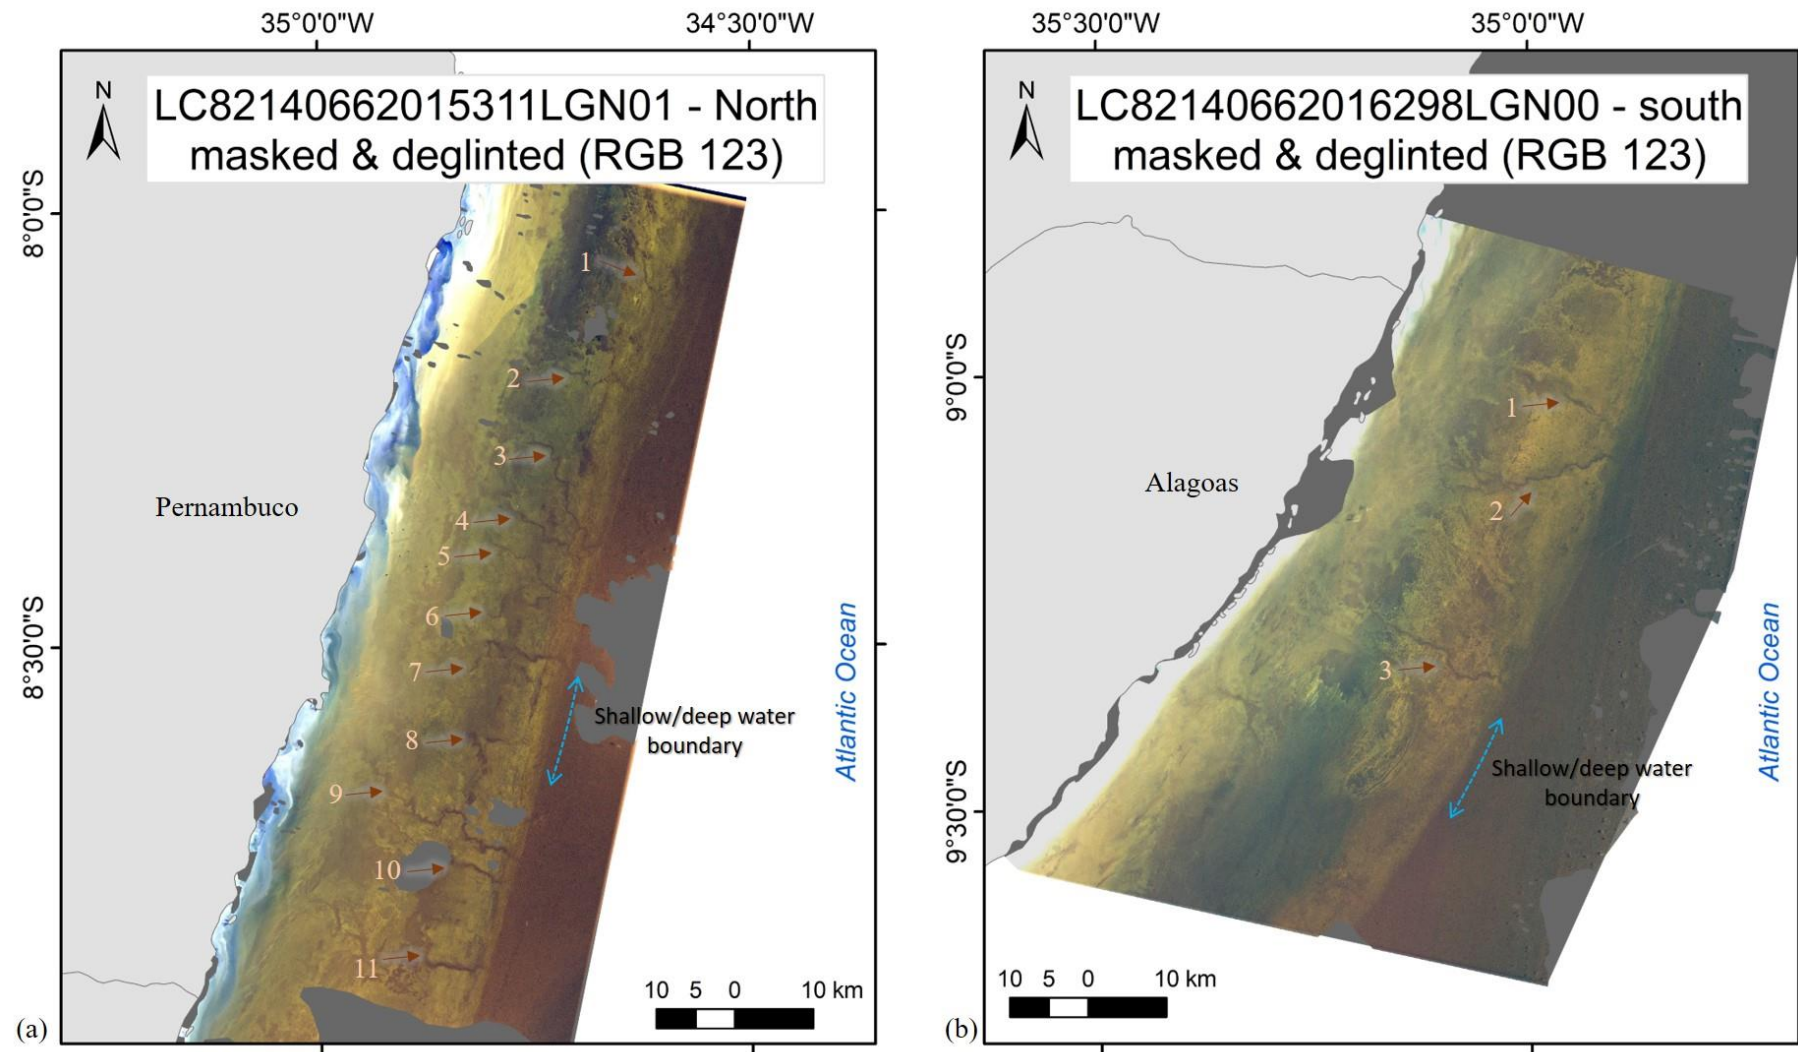 35°0'0"W
34°30'0"W
N
LC82140662015311LGN01 - North
masked & deglinted (RGB 123)
8°0'0"S
8°30'0"S
1
2
3
4
5
6
7
8
9
10
11
Pernambuco
Shallow/deep water
boundary
Atlantic Ocean
10 5 0 10 km
(a)
35°30'0"W
35°0'0"W
N
LC82140662016298LGN00 - south
masked & deglinted (RGB 123)
9°0'0"S
9°30'0"S
1
2
3
Alagoas
Shallow/deep water
boundary
Atlantic Ocean
10 5 0 10 km
(b)